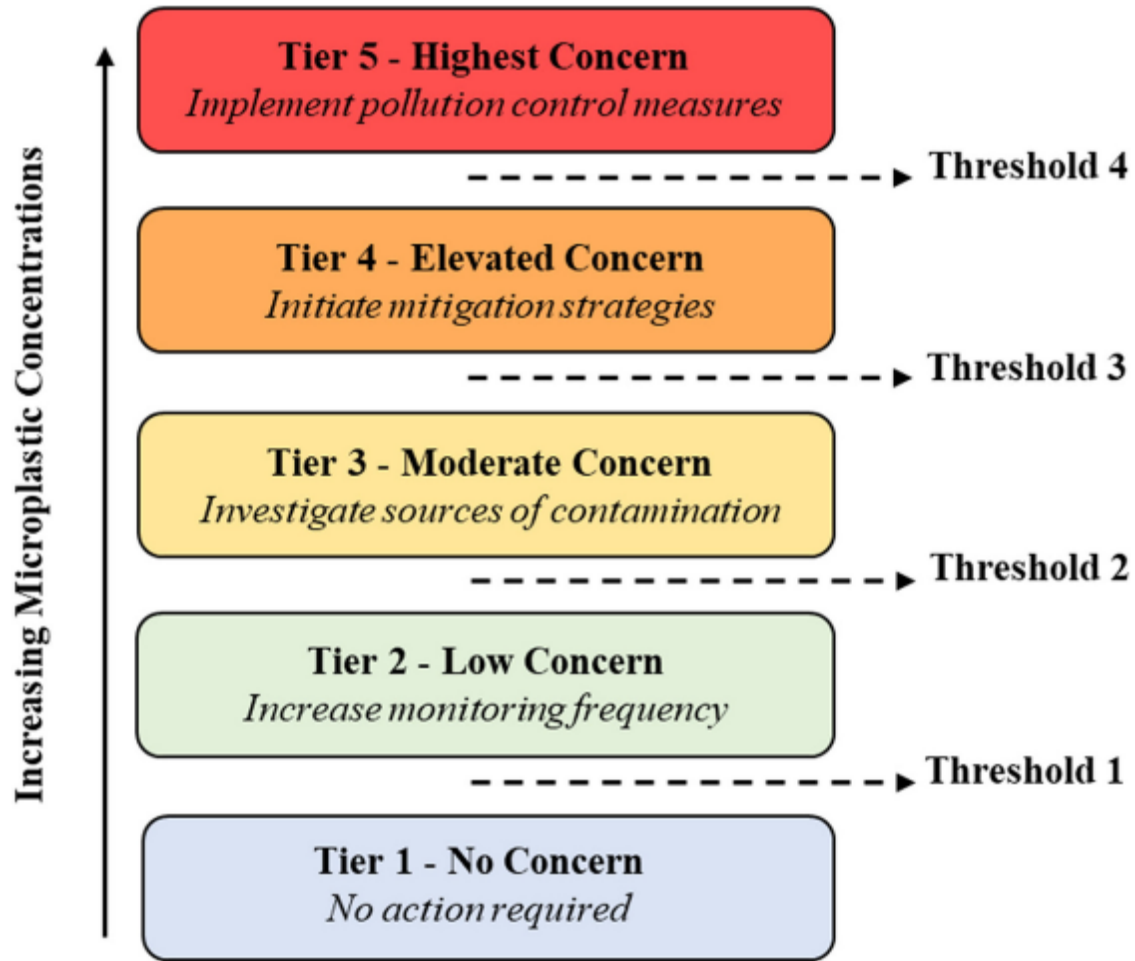 Increasing Microplastic Concentrations
Tier 5 - Highest Concern
Implement pollution control measures
Threshold 4
Tier 4 - Elevated Concern
Initiate mitigation strategies
Threshold 3
Tier 3 - Moderate Concern
Investigate sources of contamination
Threshold 2
Tier 2 - Low Concern
Increase monitoring frequency
Threshold 1
Tier 1 - No Concern
No action required